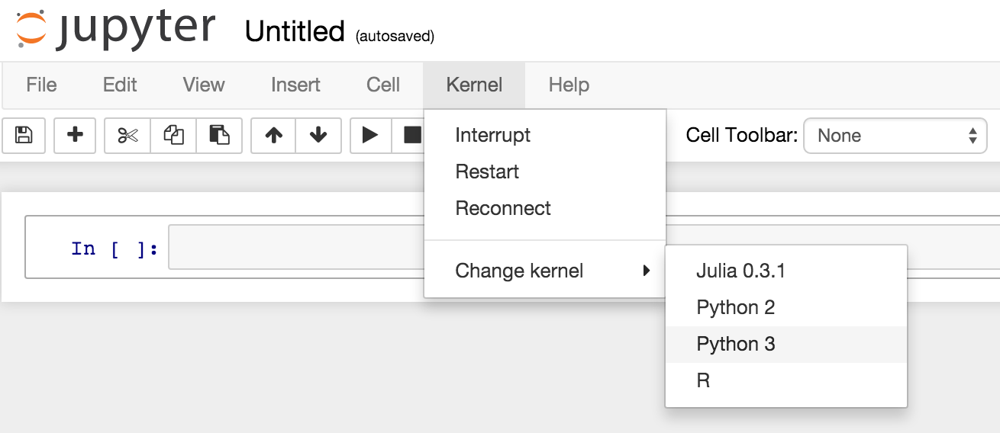 jupyter Untitled (autosaved)
File Edit View Insert Cell Kernel Help
Cell Toolbar: None
Interrupt
Restart
Reconnect
In [ ]:
Change kernel
Julia 0.3.1
Python 2
Python 3
R